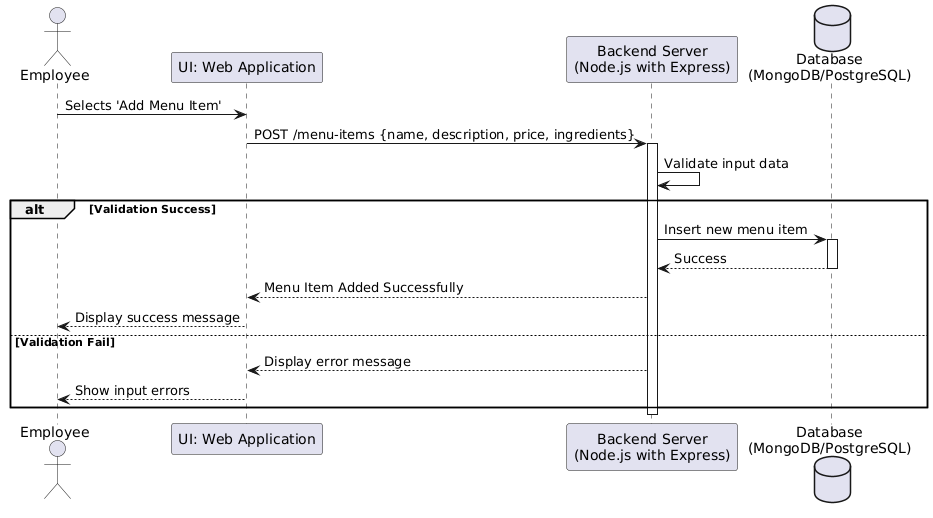 Employee
UI: Web Application
Backend Server
(Node.js with Express)
Database
(MongoDB/PostgreSQL)
Selects 'Add Menu Item'
POST /menu-items {name, description, price, ingredients}
Validate input data
alt
[Validation Success]
Insert new menu item
Success
Menu Item Added Successfully
Display success message
[Validation Fail]
Display error message
Show input errors
Employee
UI: Web Application
Backend Server
(Node.js with Express)
Database
(MongoDB/PostgreSQL)